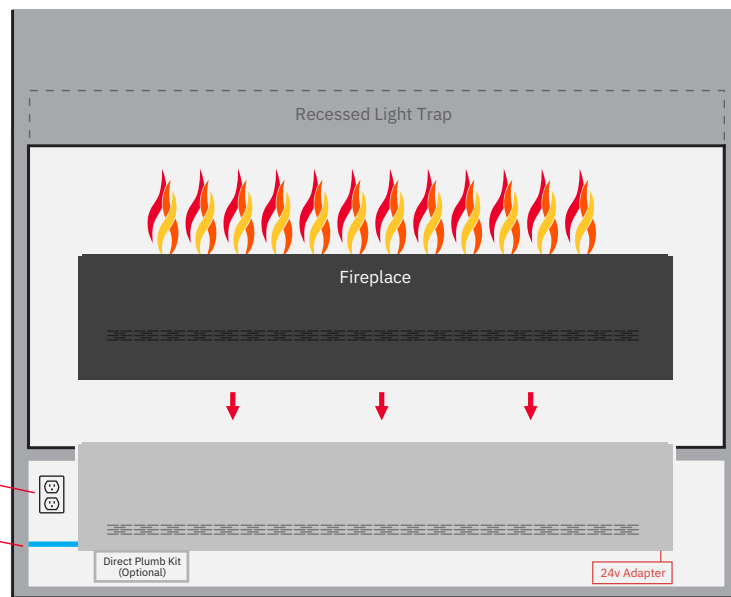 Recessed Light Trap
Fireplace
Direct Plumb Kit
(Optional)
24v Adapter